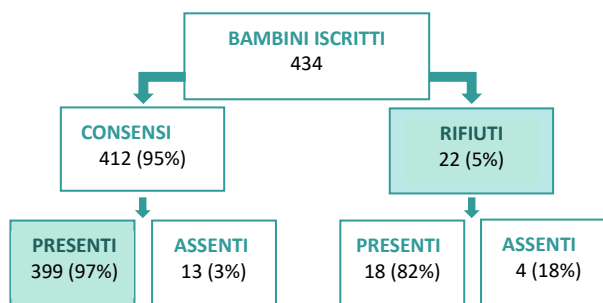 BAMBINI ISCRITTI
434
CONSENSI
412 (95%)
RIFIUTI
22 (5%)
PRESENTI
399 (97%)
ASSENTI
13 (3%)
PRESENTI
18 (82%)
ASSENTI
4 (18%)